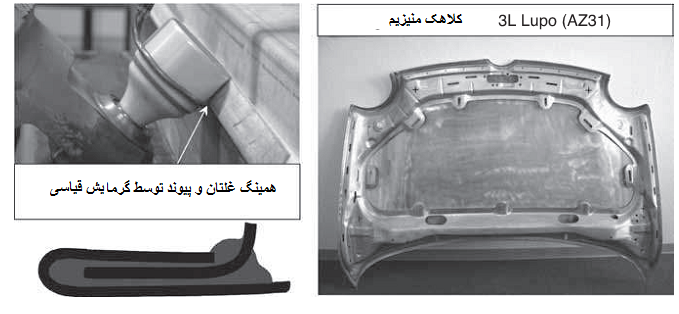 کلاهک منیزیم 3L Lupo (AZ31)
همینگ غلتان و پیوند توسط گرمایش قیاسی